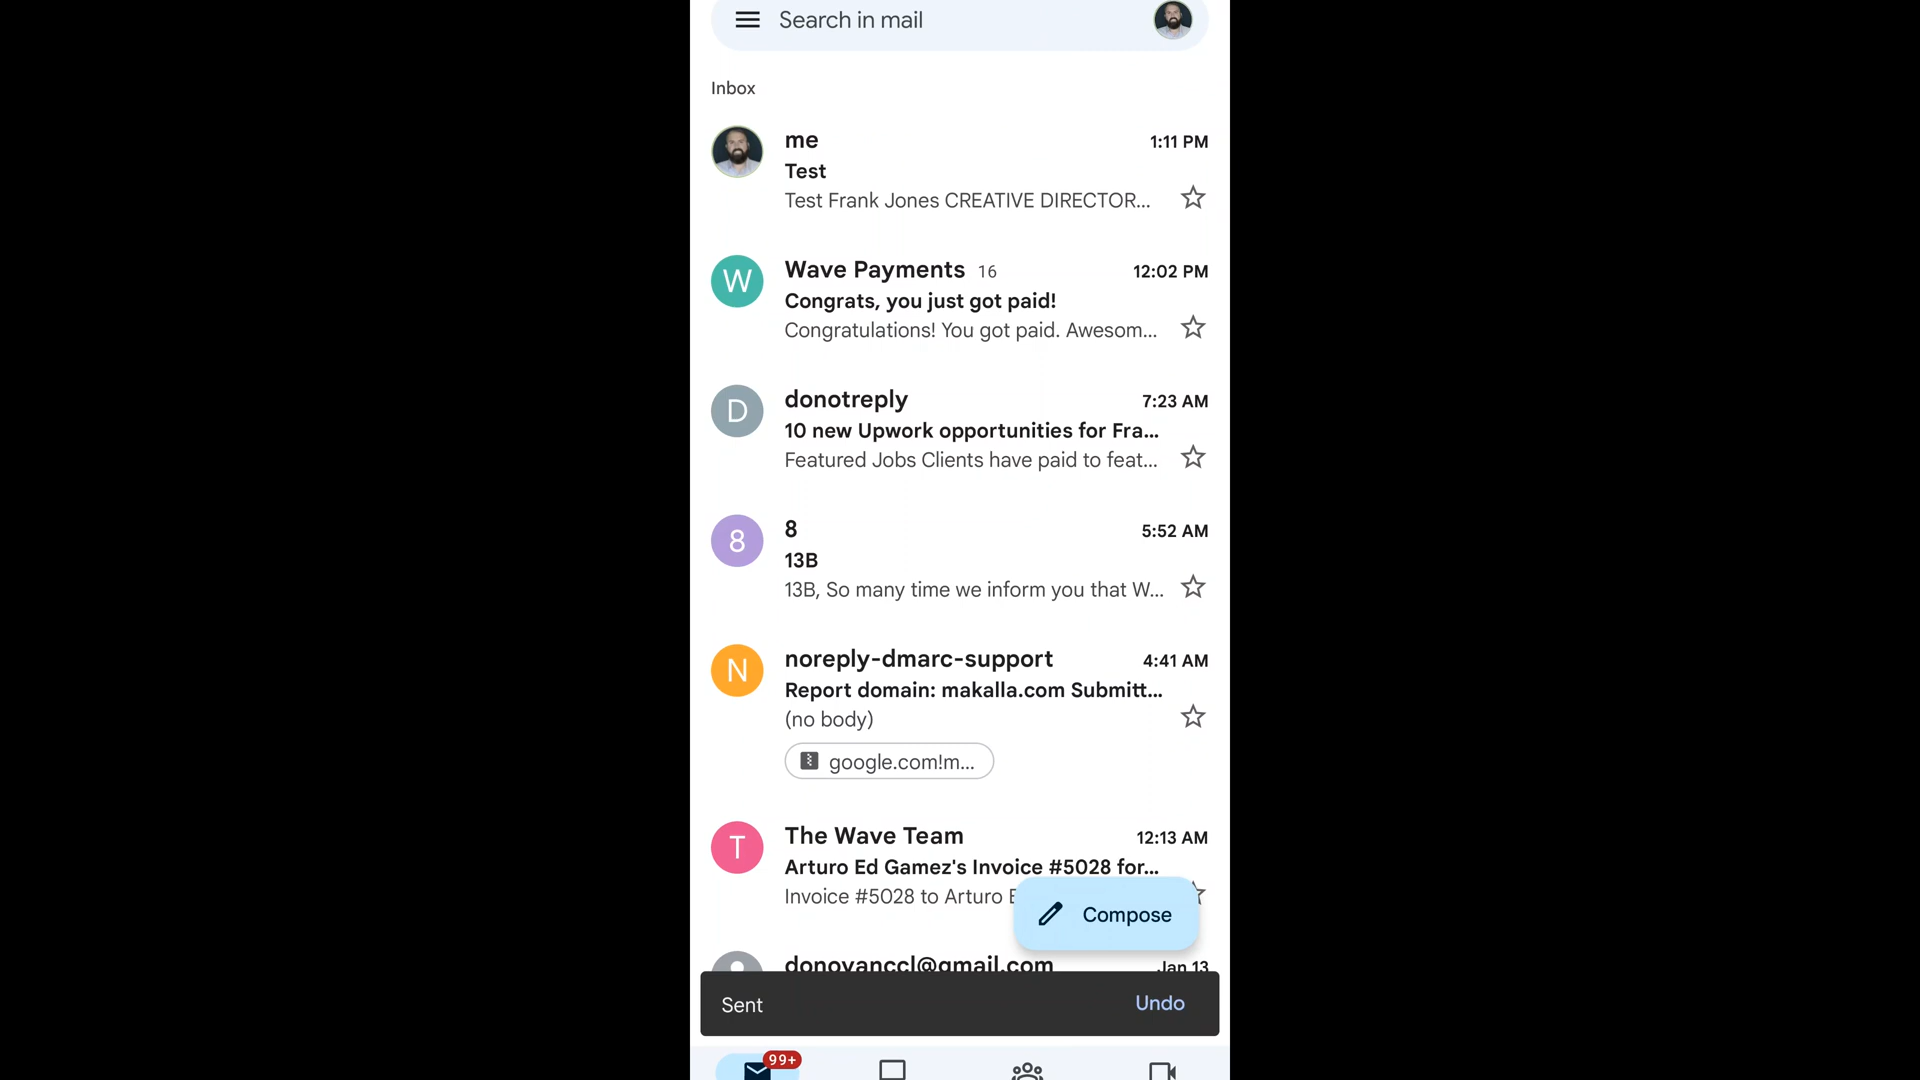 Search in mail
Inbox
me 1:11 PM
Test
Test Frank Jones CREATIVE DIRECTOR...
W Wave Payments 16 12:02 PM
Congrats, you just got paid!
Congratulations! You got paid. Awesom...
D donotreply 7:23 AM
10 new Upwork opportunities for Fra...
Featured Jobs Clients have paid to feat...
8 8 5:52 AM
13B
13B, So many time we inform you that W...
N noreply-dmarc-support 4:41 AM
Report domain: makalla.com Submitt...
(no body)
google.com!m...
T The Wave Team 12:13 AM
Arturo Ed Gamez's Invoice #5028 for...
Invoice #5028 to Arturo E
Compose
donovanccl@gmail.com Jan 13
Sent Undo
99+